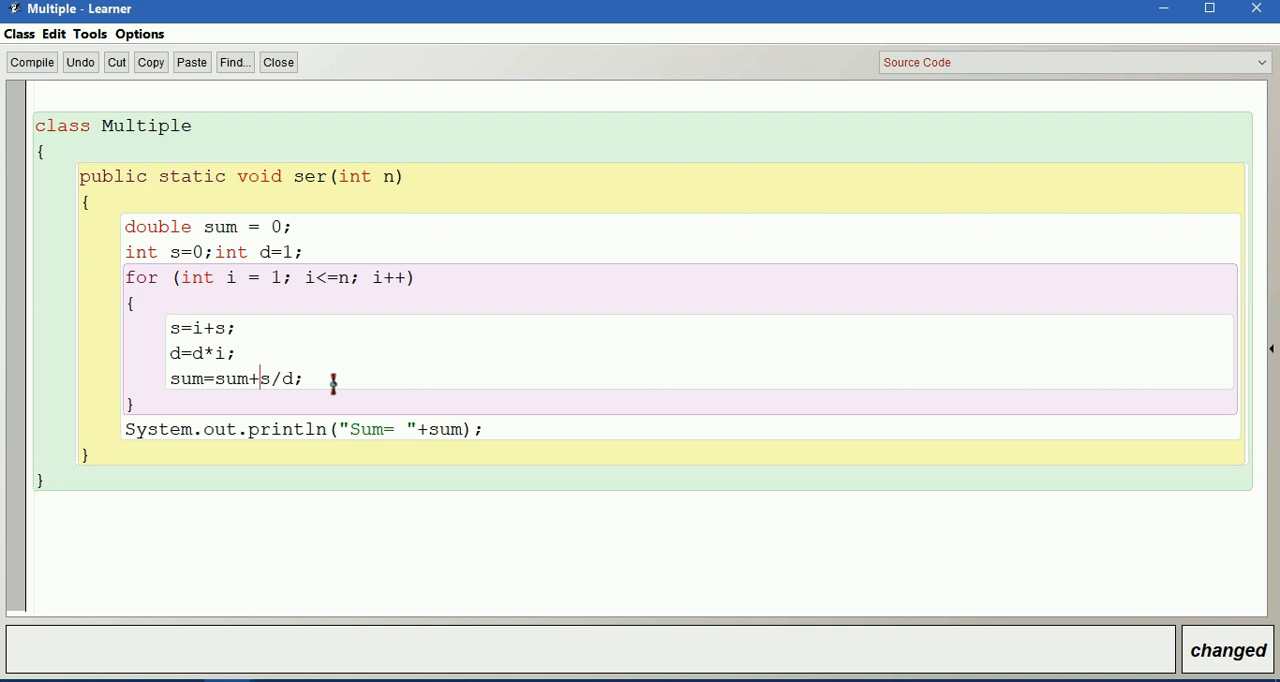 Multiple - Learner
Class Edit Tools Options
Compile Undo Cut Copy Paste Find... Close Source Code
class Multiple
{
public static void ser(int n)
{
double sum = 0;
int s=0;int d=1;
for (int i = 1; i<=n; i++)
{
s=i+s;
d=d*i;
sum=sum+s/d;
}
System.out.println("Sum= "+sum);
}
}
changed